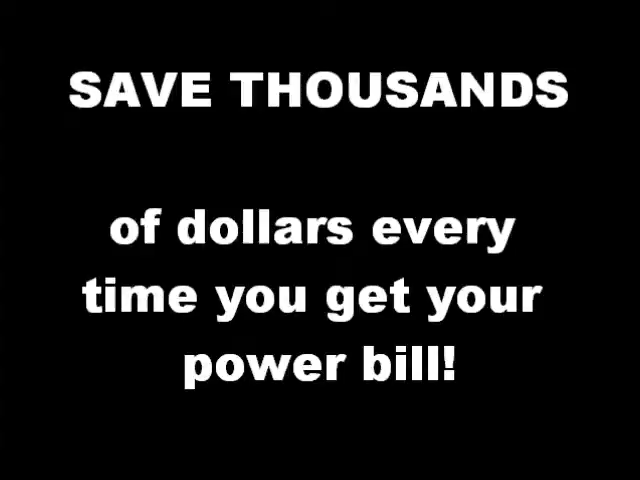 SAVE THOUSANDS
of dollars every
time you get your
power bill!